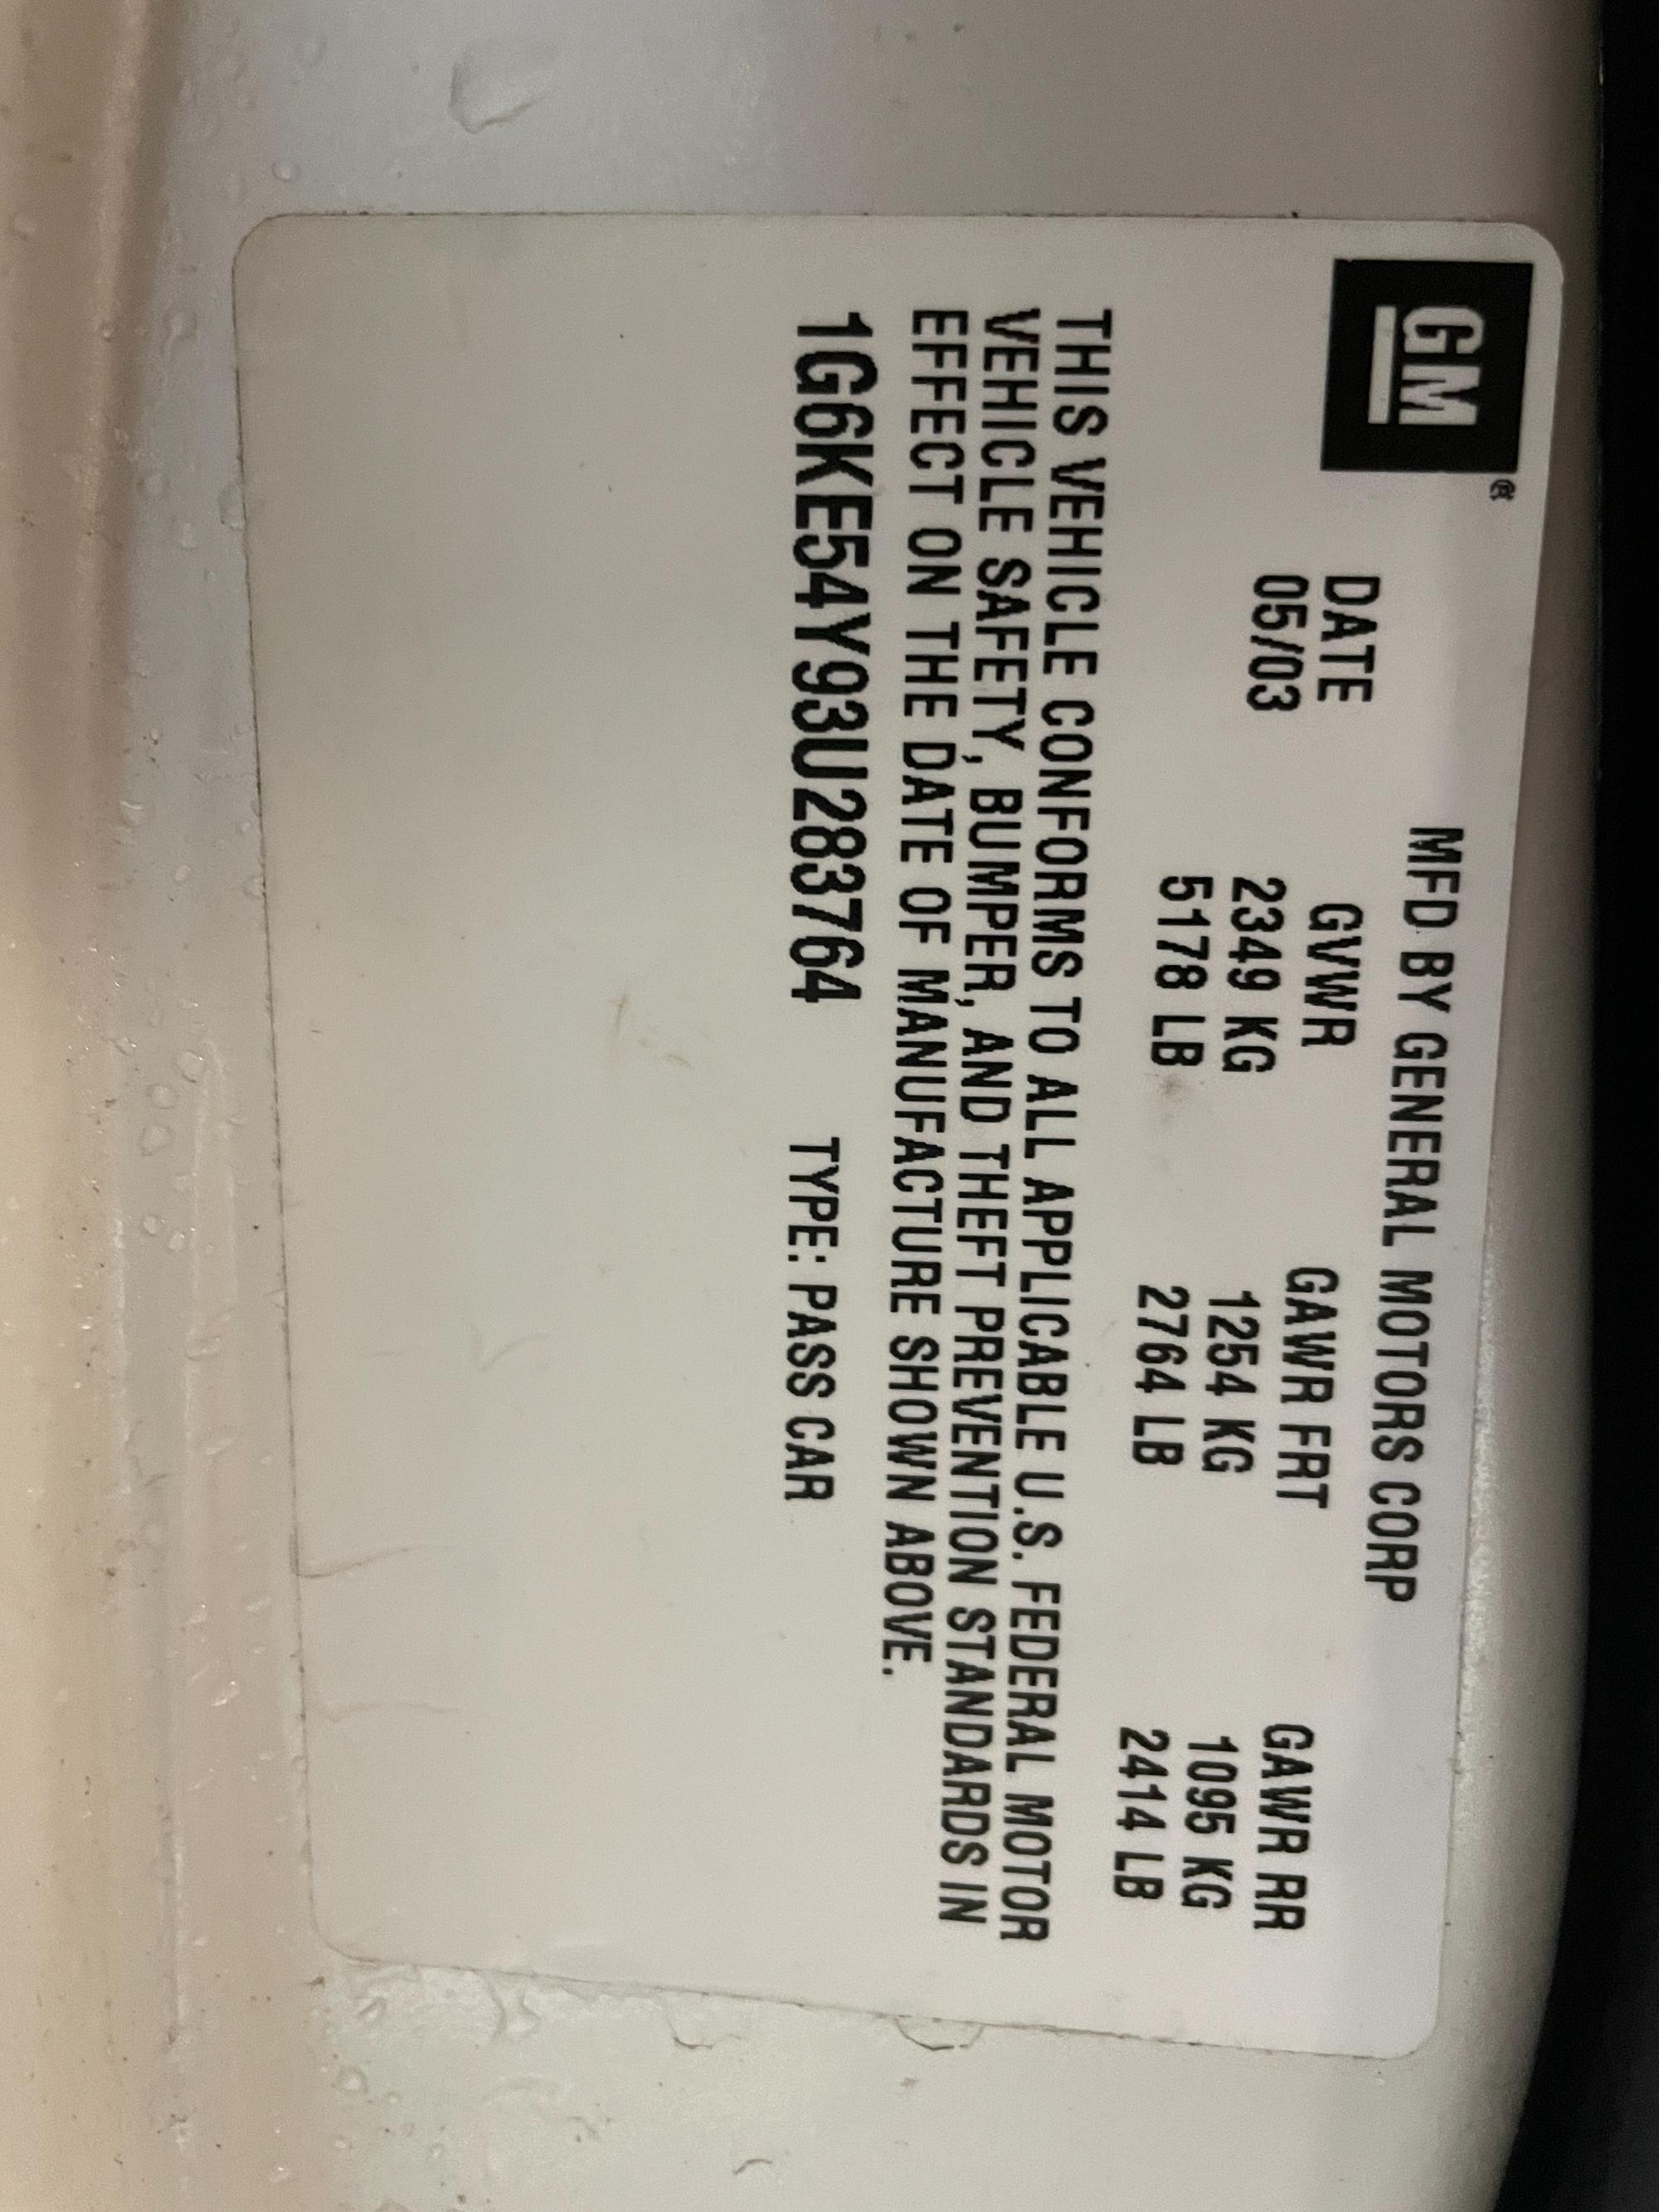 GM®
MFD BY GENERAL MOTORS CORP
DATE GVWR GAWR FRT GAWR RR
05/03 2349 KG 1254 KG 1095 KG
5178 LB 2764 LB 2414 LB
THIS VEHICLE CONFORMS TO ALL APPLICABLE U.S. FEDERAL MOTOR
VEHICLE SAFETY, BUMPER, AND THEFT PREVENTION STANDARDS IN
EFFECT ON THE DATE OF MANUFACTURE SHOWN ABOVE.
1G6KE54Y93U283764 TYPE: PASS CAR